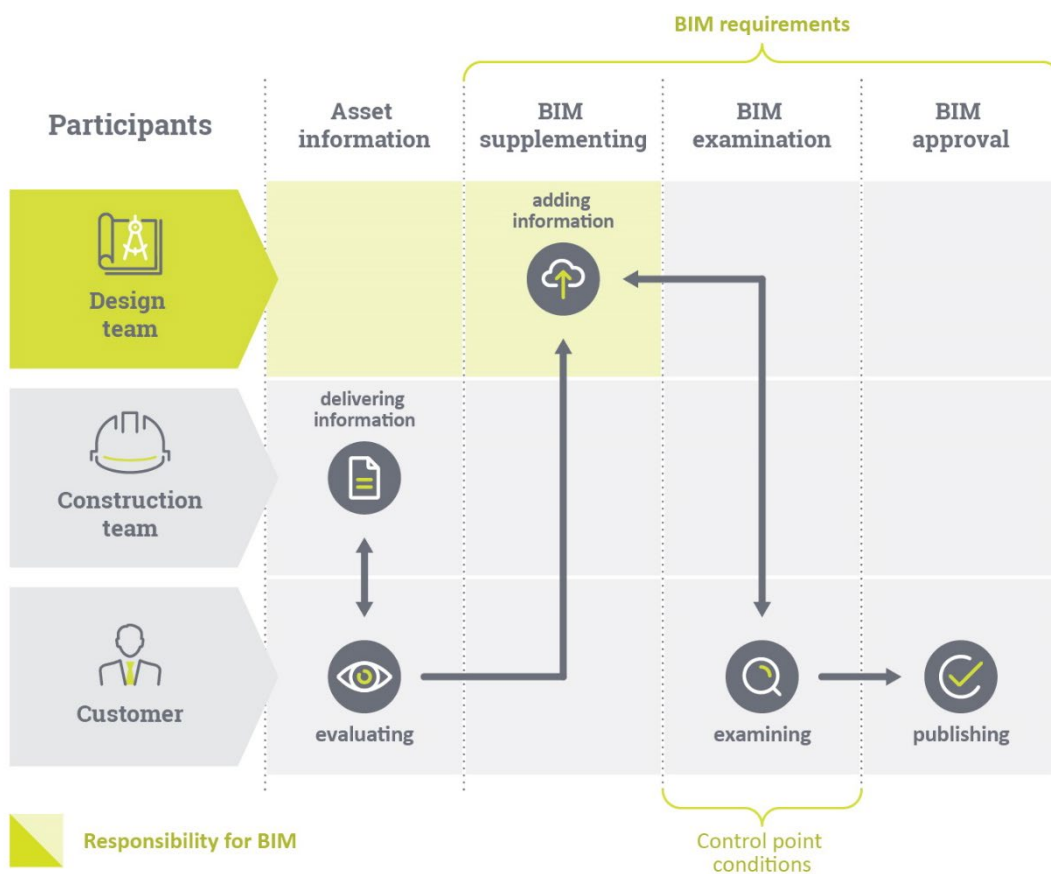 BIM requirements
Participants
Asset
information
BIM
supplementing
BIM
examination
BIM
approval
Design
team
adding
information
Construction
team
delivering
information
Customer
evaluating
examining
publishing
Responsibility for BIM
Control point
conditions